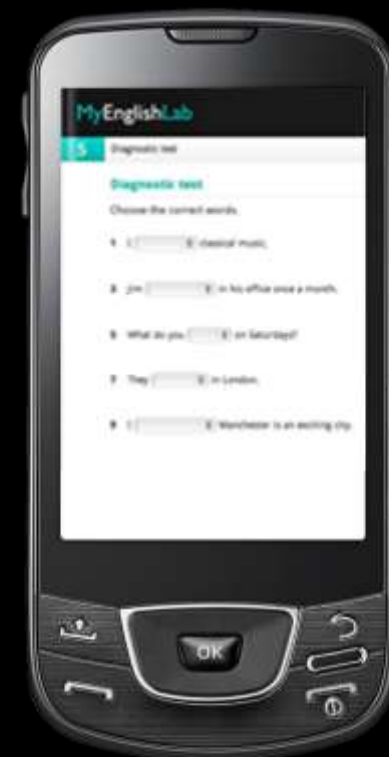 MyEnglishLab
5 Diagnostic test
Diagnostic test
Choose the correct words.
1 I classical music.
3 Jim in his office once a month.
5 What do you on Saturdays?
7 They in London.
9 I Manchester is an exciting city.
OK